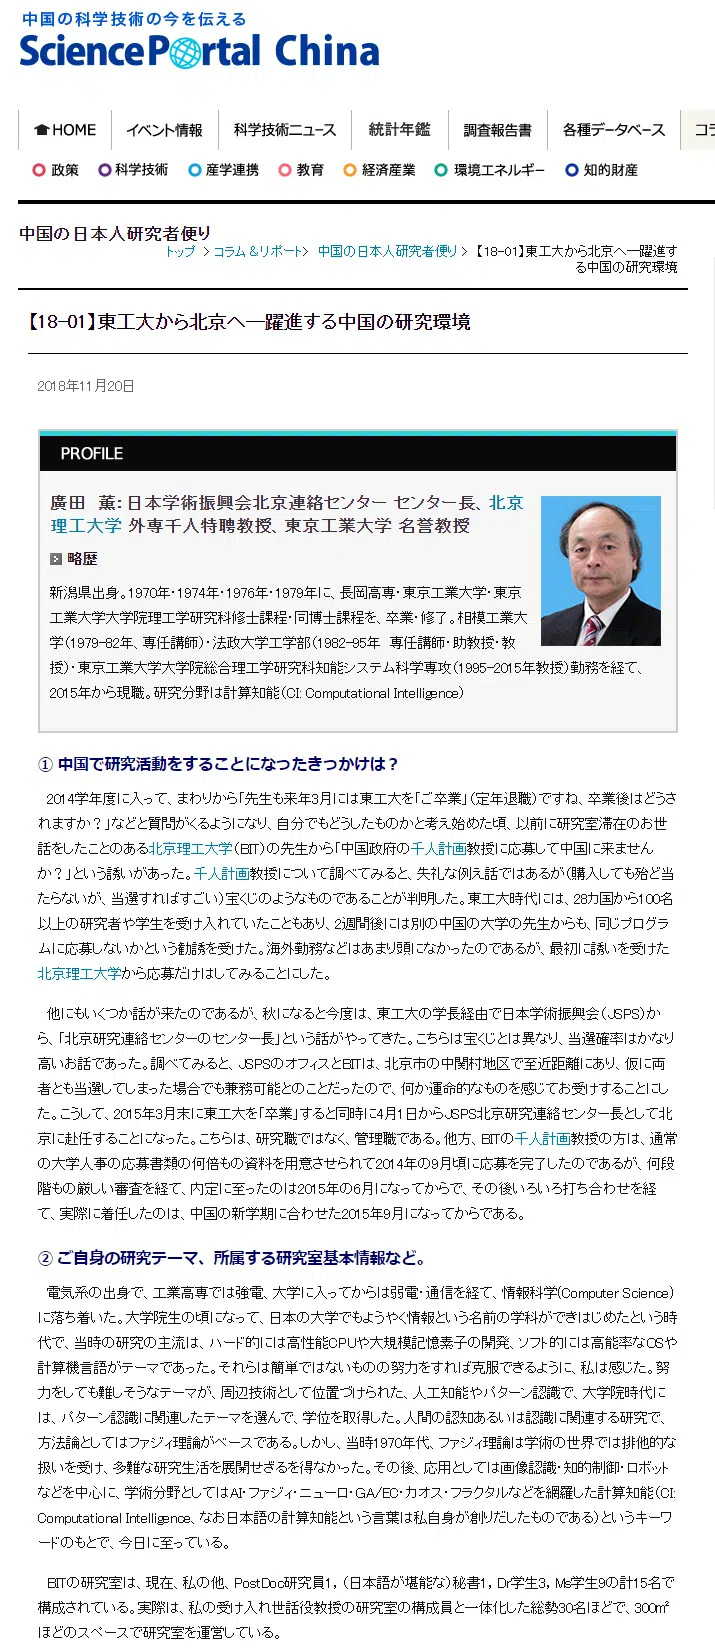 中国の科学技術の今を伝える
SciencePortal China
HOME イベント情報 科学技術ニュース 統計年鑑 調査報告書 各種データベース コラ
政策 科学技術 産学連携 教育 経済産業 環境エネルギー 知的財産
中国の日本人研究者便り
トップ > コラム&リポート> 中国の日本人研究者便り > 【18-01】東工大から北京へー躍進す
る中国の研究環境
【18-01】東工大から北京へー躍進する中国の研究環境
2018年11月20日
PROFILE
廣田 薫: 日本学術振興会北京連絡センター センター長、北京
理工大学 外専千人特聘教授、東京工業大学 名誉教授
略歴
新潟県出身。1970年・1974年・1976年・1979年に、長岡高専・東京工業大学・東京
工業大学大学院理工学研究科修士課程・同博士課程を、卒業・修了。相模工業大
学(1979-82年、専任講師)・法政大学工学部(1982-95年 専任講師・助教授・教
授)・東京工業大学大学院総合理工学研究科知能システム科学専攻(1995-2015年教授)勤務を経て、
2015年から現職。研究分野は計算知能(CI: Computational Intelligence)
① 中国で研究活動をすることになったきっかけは?
2014学年度に入って、まわりから「先生も来年3月には東工大を「ご卒業」(定年退職)ですね、卒業後はどうさ
れますか?」などと質問がくるようになり、自分でもどうしたものかと考え始めた頃、以前に研究室滞在のお世
話をしたことのある北京理工大学(BIT)の先生から「中国政府の千人計画教授に応募して中国に来ません
か?」という誘いがあった。千人計画教授について調べてみると、失礼な例え話ではあるが(購入しても殆ど当
たらないが、当選すればすごい)宝くじのようなものであることが判明した。東工大時代には、28カ国から100名
以上の研究者や学生を受け入れていたこともあり、2週間後には別の中国の大学の先生からも、同じプログラ
ムに応募しないかという勧誘を受けた。海外勤務などはあまり頭になかったのであるが、最初に誘いを受けた
北京理工大学から応募だけはしてみることにした。
他にもいくつか話が来たのであるが、秋になると今度は、東工大の学長経由で日本学術振興会(JSPS)か
ら、「北京研究連絡センターのセンター長」という話がやってきた。こちらは宝くじとは異なり、当選確率はかなり
高いお話であった。調べてみると、JSPSのオフィスとBITは、北京市の中関村地区で至近距離にあり、仮に両
者とも当選してしまった場合でも兼務可能とのことだったので、何か運命的なものを感じてお受けすることにし
た。こうして、2015年3月末に東工大を「卒業」すると同時に4月1日からJSPS北京研究連絡センター長として北
京に赴任することになった。こちらは、研究職ではなく、管理職である。他方、BITの千人計画教授の方は、通常
の大学人事の応募書類の何倍もの資料を用意させられて2014年の9月頃に応募を完了したのであるが、何段
階もの厳しい審査を経て、内定に至ったのは2015年の6月になってからで、その後いろいろ打ち合わせを経
て、実際に着任したのは、中国の新学期に合わせた2015年9月になってからである。
② ご自身の研究テーマ、所属する研究室基本情報など。
電気系の出身で、工業高専では強電、大学に入ってからは弱電・通信を経て、情報科学(Computer Science)
に落ち着いた。大学院生の頃になって、日本の大学でもようやく情報という名前の学科ができはじめたという時
代で、当時の研究の主流は、ハード的には高性能CPUや大規模記憶素子の開発、ソフト的には高能率なOSや
計算機言語がテーマであった。それらは簡単ではないものの努力をすれば克服できるように、私は感じた。努
力をしても難しそうなテーマが、周辺技術として位置づけられた、人工知能やパターン認識で、大学院時代に
は、パターン認識に関連したテーマを選んで、学位を取得した。人間の認知あるいは認識に関連する研究で、
方法論としてはファジィ理論がベースである。しかし、当時1970年代、ファジィ理論は学術の世界では排他的な
扱いを受け、多難な研究生活を展開せざるを得なかった。その後、応用としては画像認識・知的制御・ロボット
などを中心に、学術分野としてはAI・ファジィ・ニューロ・GA/EC・カオス・フラクタルなどを網羅した計算知能(CI:
Computational Intelligence、なお日本語の計算知能という言葉は私自身が創りだしたものである)というキーワ
ードのもとで、今日に至っている。
BITの研究室は、現在、私の他、PostDoc研究員1,(日本語が堪能な)秘書1,Dr学生3,Ms学生9の計15名で
構成されている。実際は、私の受け入れ世話役教授の研究室の構成員と一体化した総勢30名ほどで、300㎡
ほどのスペースで研究室を運営している。